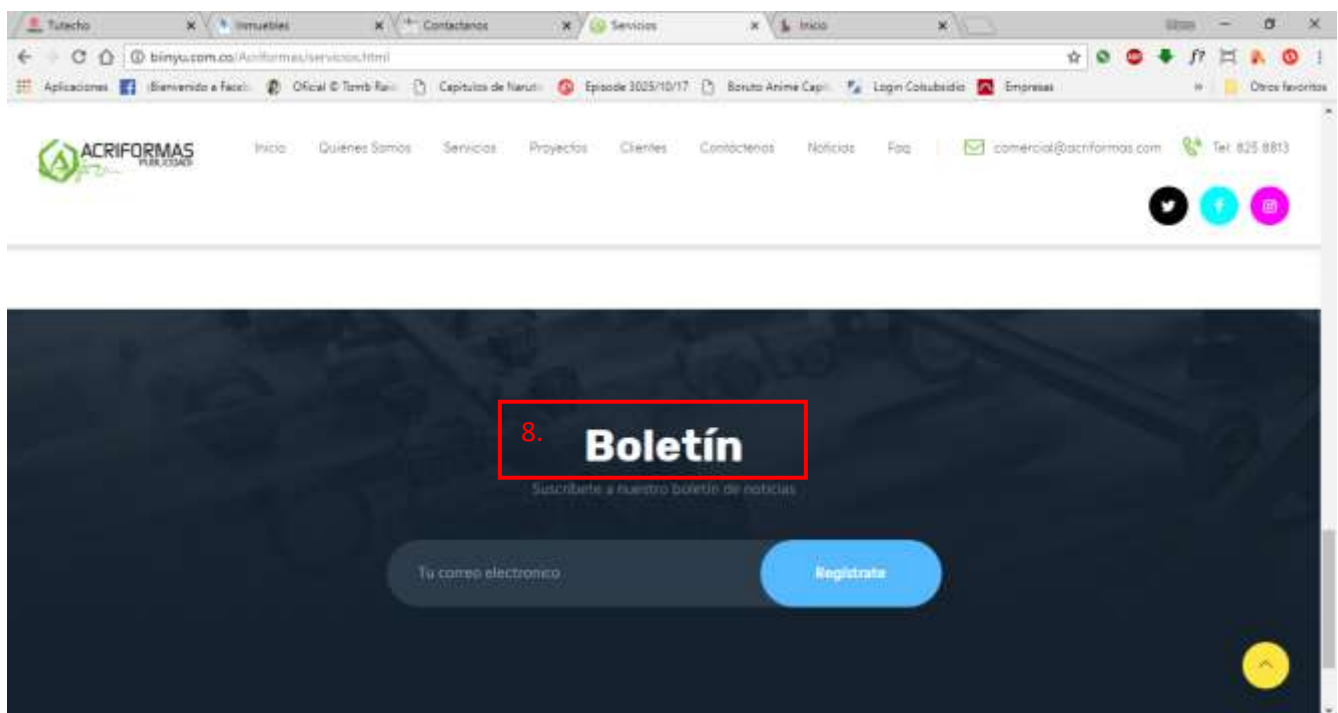 Tutecho
Inmuebles
Contactanos
Servicios
Inicio
biinyu.com.co/Acriformas/servicios.html
Aplicaciones
Bienvenido a Faceb
Oficial © Tomb Rai
Capitulos de Narut
Episode 3025/10/17
Boruto Anime Capi
Login Colsubsidio
Empresas
Otros favoritos
ACRIFORMAS
PUBLICIDAD
Inicio
Quienes Somos
Servicios
Proyectos
Clientes
Contáctenos
Noticias
Faq
comercial@acriformas.com
Tel: 825 8813
8.
Boletín
Suscribete a nuestro boletín de noticias
Tu correo electronico
Registrate